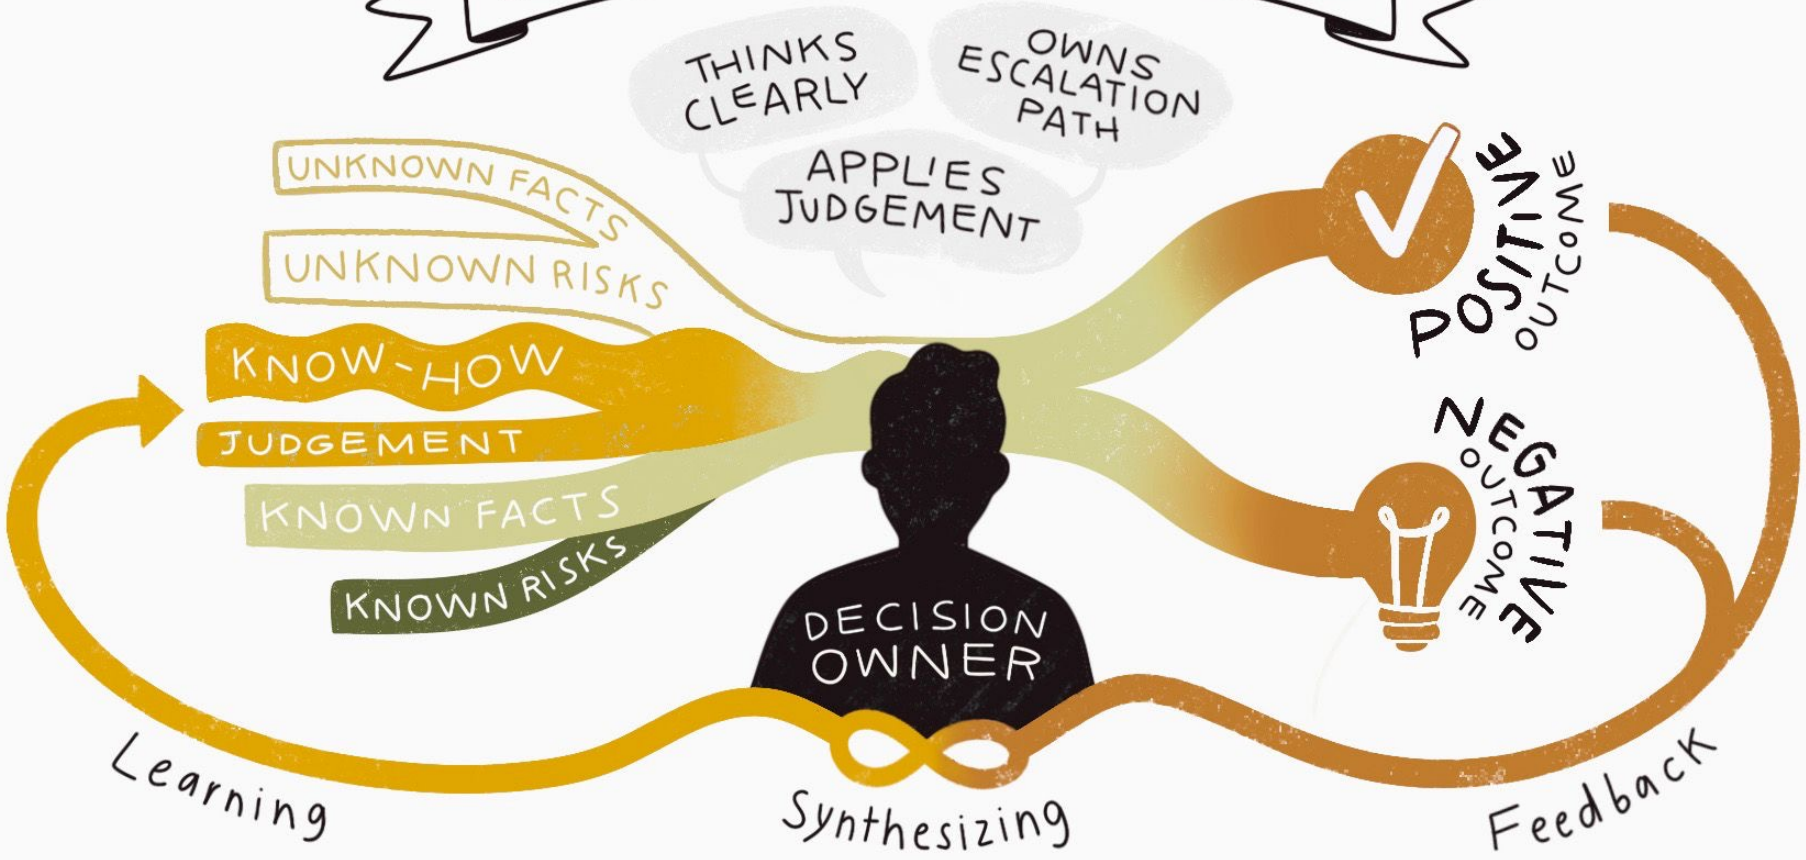 THINKS
CLEARLY
OWNS
ESCALATION
PATH
APPLIES
JUDGEMENT
UNKNOWN FACTS
UNKNOWN RISKS
KNOW-HOW
JUDGEMENT
KNOWN FACTS
KNOWN RISKS
DECISION
OWNER
POSITIVE
OUTCOME
NEGATIVE
OUTCOME
Learning
Synthesizing
Feedback